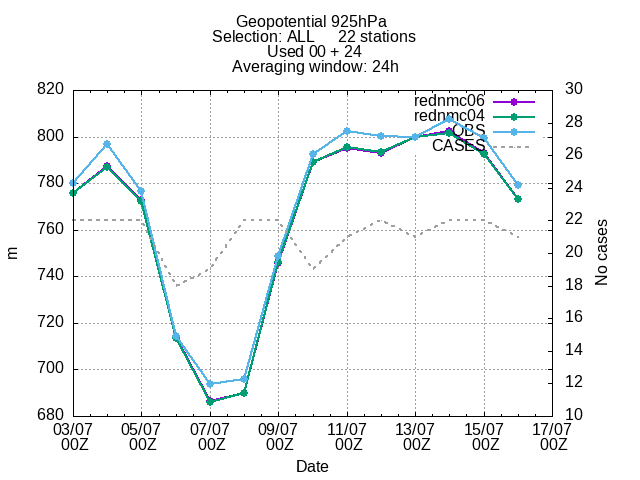 Geopotential 925hPa
Selection: ALL 22 stations
Used 00 + 24
Averaging window: 24h
rednmc06
rednmc04
OBS
CASES
820
800
780
760
740
720
700
680
30
28
26
24
22
20
18
16
14
12
10
m
No cases
03/07 05/07 07/07 09/07 11/07 13/07 15/07 17/07
00Z 00Z 00Z 00Z 00Z 00Z 00Z 00Z
Date